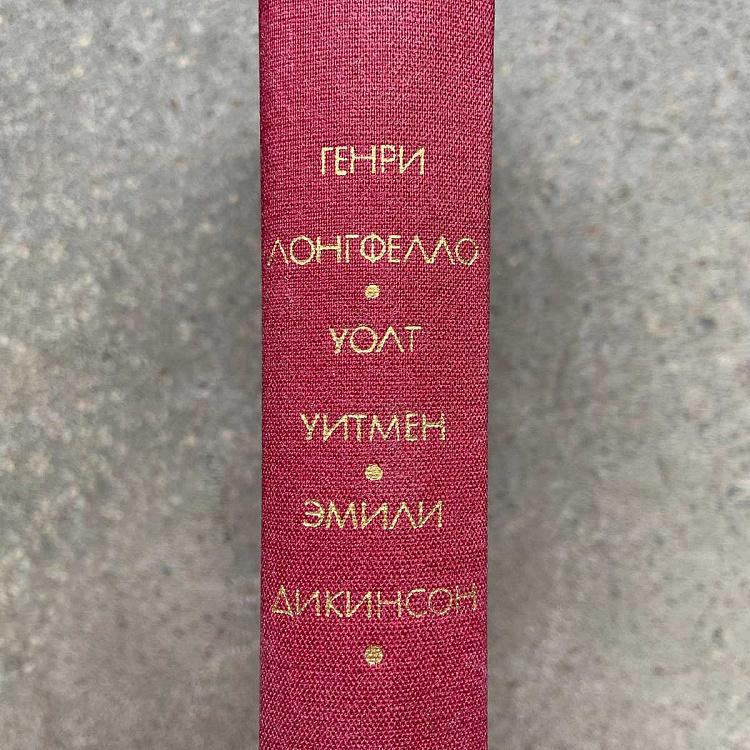 ГЕНРИ
ЛОНГФЕЛЛО
УОЛТ
УИТМЕН
ЭМИЛИ
ДИКИНСОН